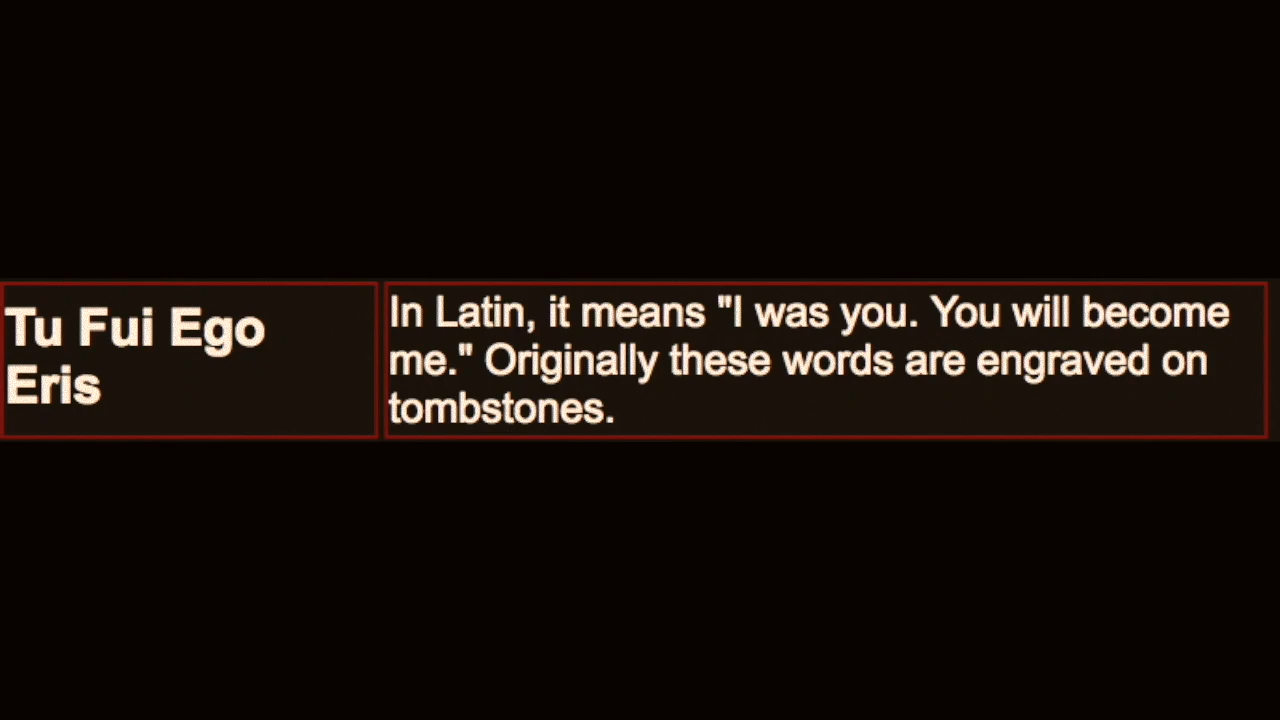 Tu Fui Ego
Eris
In Latin, it means "I was you. You will become
me." Originally these words are engraved on
tombstones.